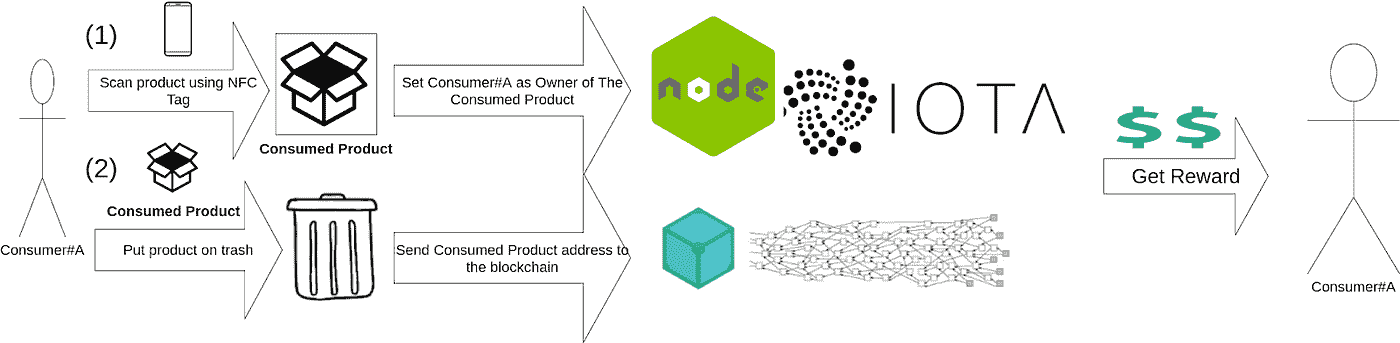 (1)
Scan product using NFC
Tag
Consumed Product
Set Consumer#A as Owner of The
Consumed Product
node
IOTA
$ $
Get Reward
Consumer#A
(2)
Consumed Product
Put product on trash
Send Consumed Product address to
the blockchain
Consumer#A